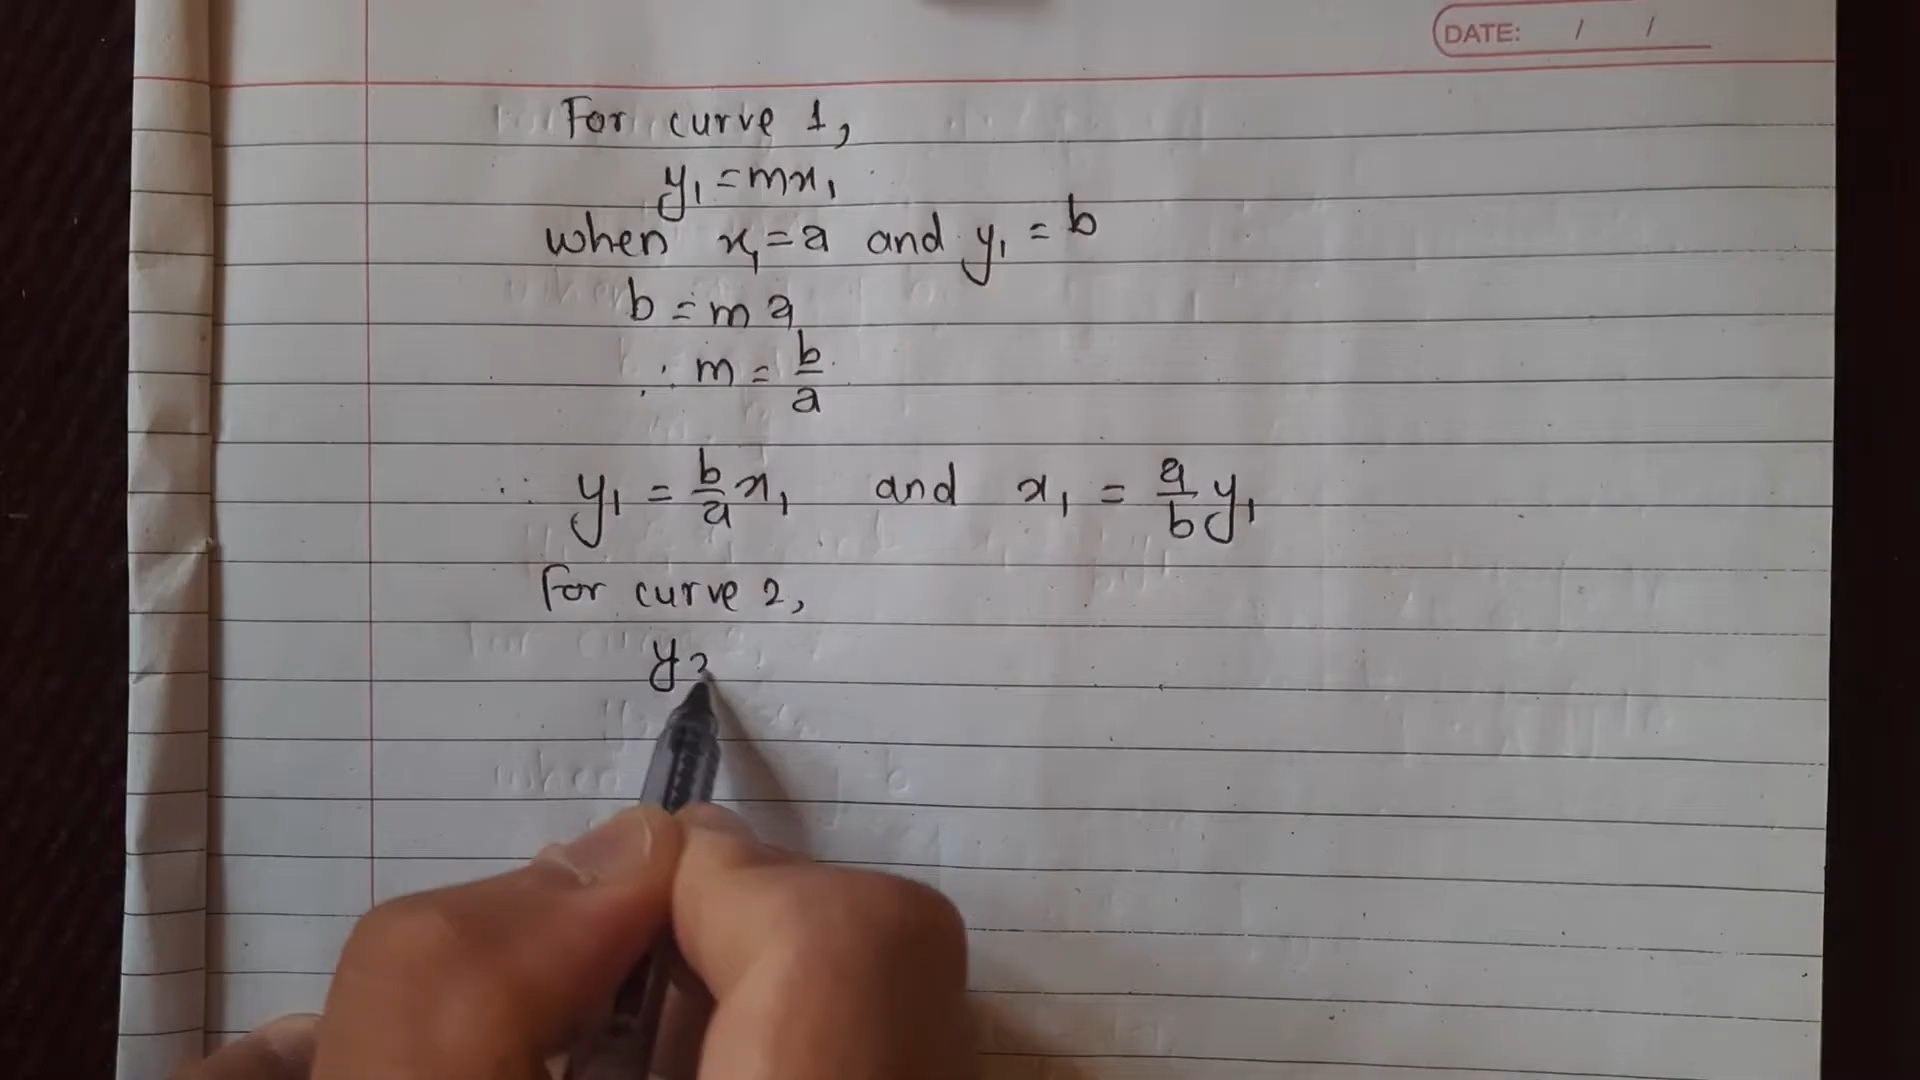 DATE: / /
For curve 1,
y₁ = mx₁
when x₁ = a and y₁ = b
b = m a
∴ m = b/a
∴ y₁ = b/a x₁ and x₁ = a/b y₁
For curve 2,
y₂